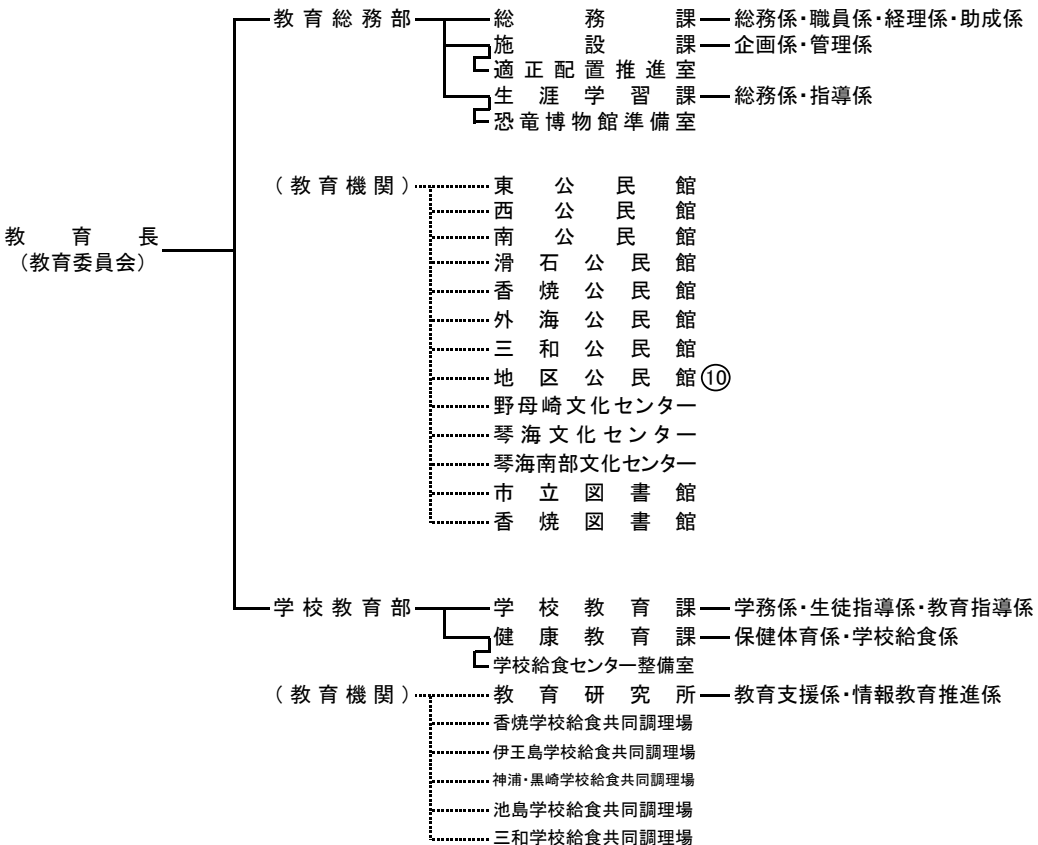 教育総務部 総務課 総務係・職員係・経理係・助成係
施設課 企画係・管理係
適正配置推進室
生涯学習課 総務係・指導係
恐竜博物館準備室
（教育機関） 東公民館
西公民館
教育長 南公民館
（教育委員会） 滑石公民館
香焼公民館
外海公民館
三和公民館
地区公民館⑩
野母崎文化センター
琴海文化センター
琴海南部文化センター
市立図書館
香焼図書館
学校教育部 学校教育課 学務係・生徒指導係・教育指導係
健康教育課 保健体育係・学校給食係
学校給食センター整備室
（教育機関） 教育研究所 教育支援係・情報教育推進係
香焼学校給食共同調理場
伊王島学校給食共同調理場
神浦・黒崎学校給食共同調理場
池島学校給食共同調理場
三和学校給食共同調理場